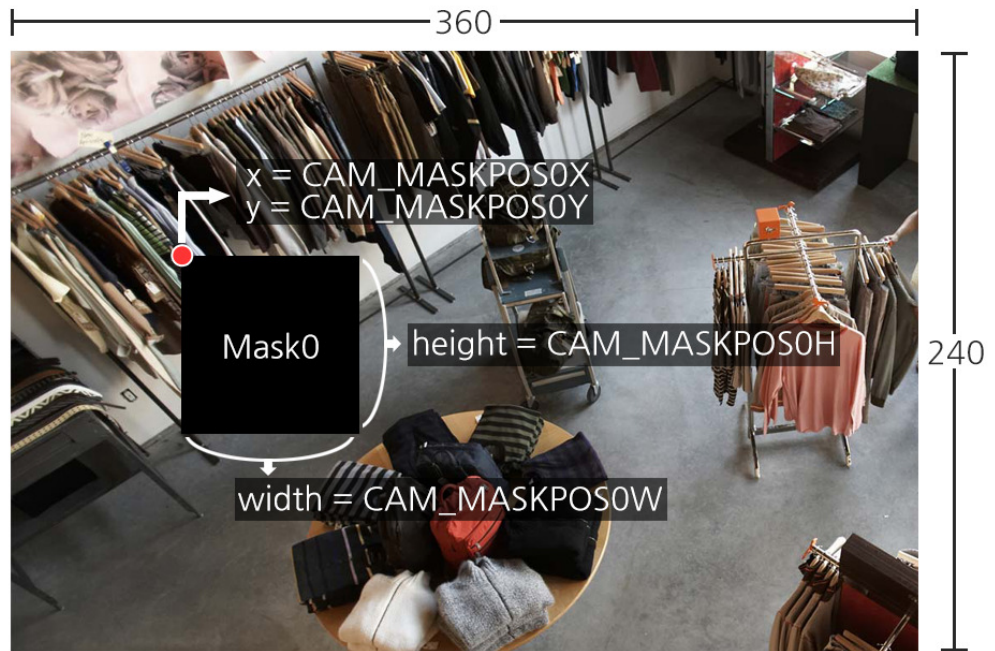 360
x = CAM_MASKPOS0X
y = CAM_MASKPOS0Y
Mask0
height = CAM_MASKPOS0H
240
width = CAM_MASKPOS0W